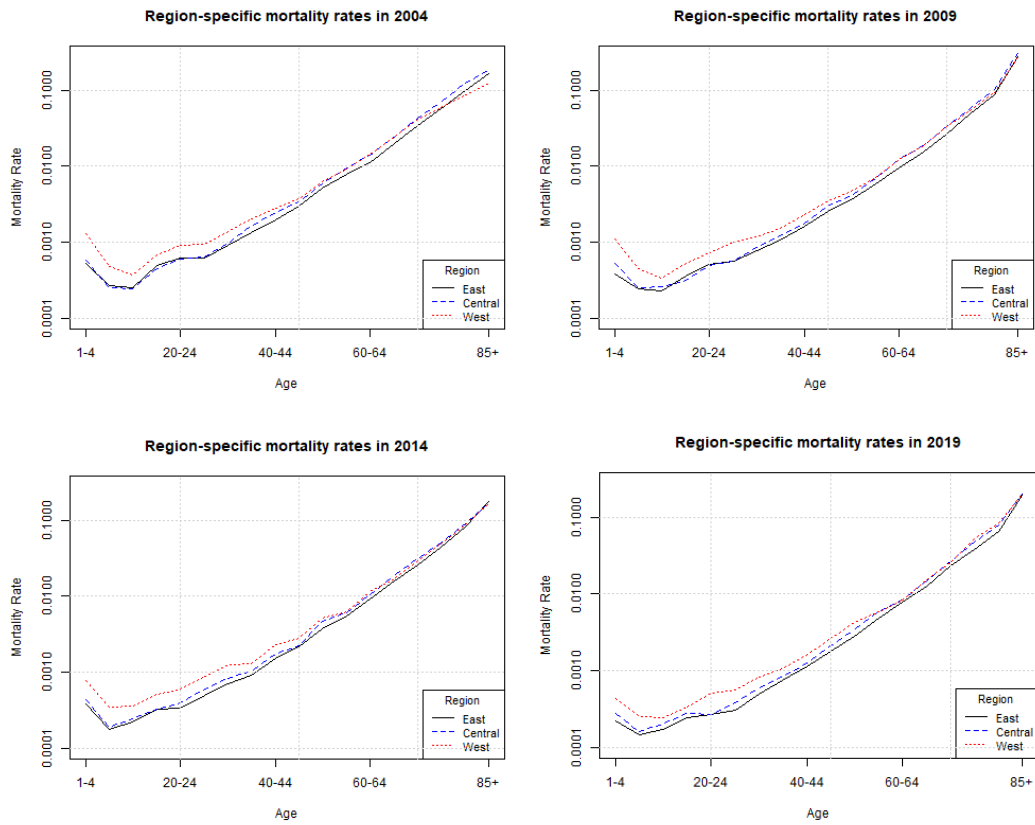 Region-specific mortality rates in 2004
Mortality Rate
0.1000
0.0100
0.0010
0.0001
Region
East
Central
West
1-4
20-24
40-44
60-64
85+
Age
Region-specific mortality rates in 2009
Mortality Rate
0.1000
0.0100
0.0010
0.0001
Region
East
Central
West
1-4
20-24
40-44
60-64
85+
Age
Region-specific mortality rates in 2014
Mortality Rate
0.1000
0.0100
0.0010
0.0001
Region
East
Central
West
1-4
20-24
40-44
60-64
85+
Age
Region-specific mortality rates in 2019
Mortality Rate
0.1000
0.0100
0.0010
0.0001
Region
East
Central
West
1-4
20-24
40-44
60-64
85+
Age